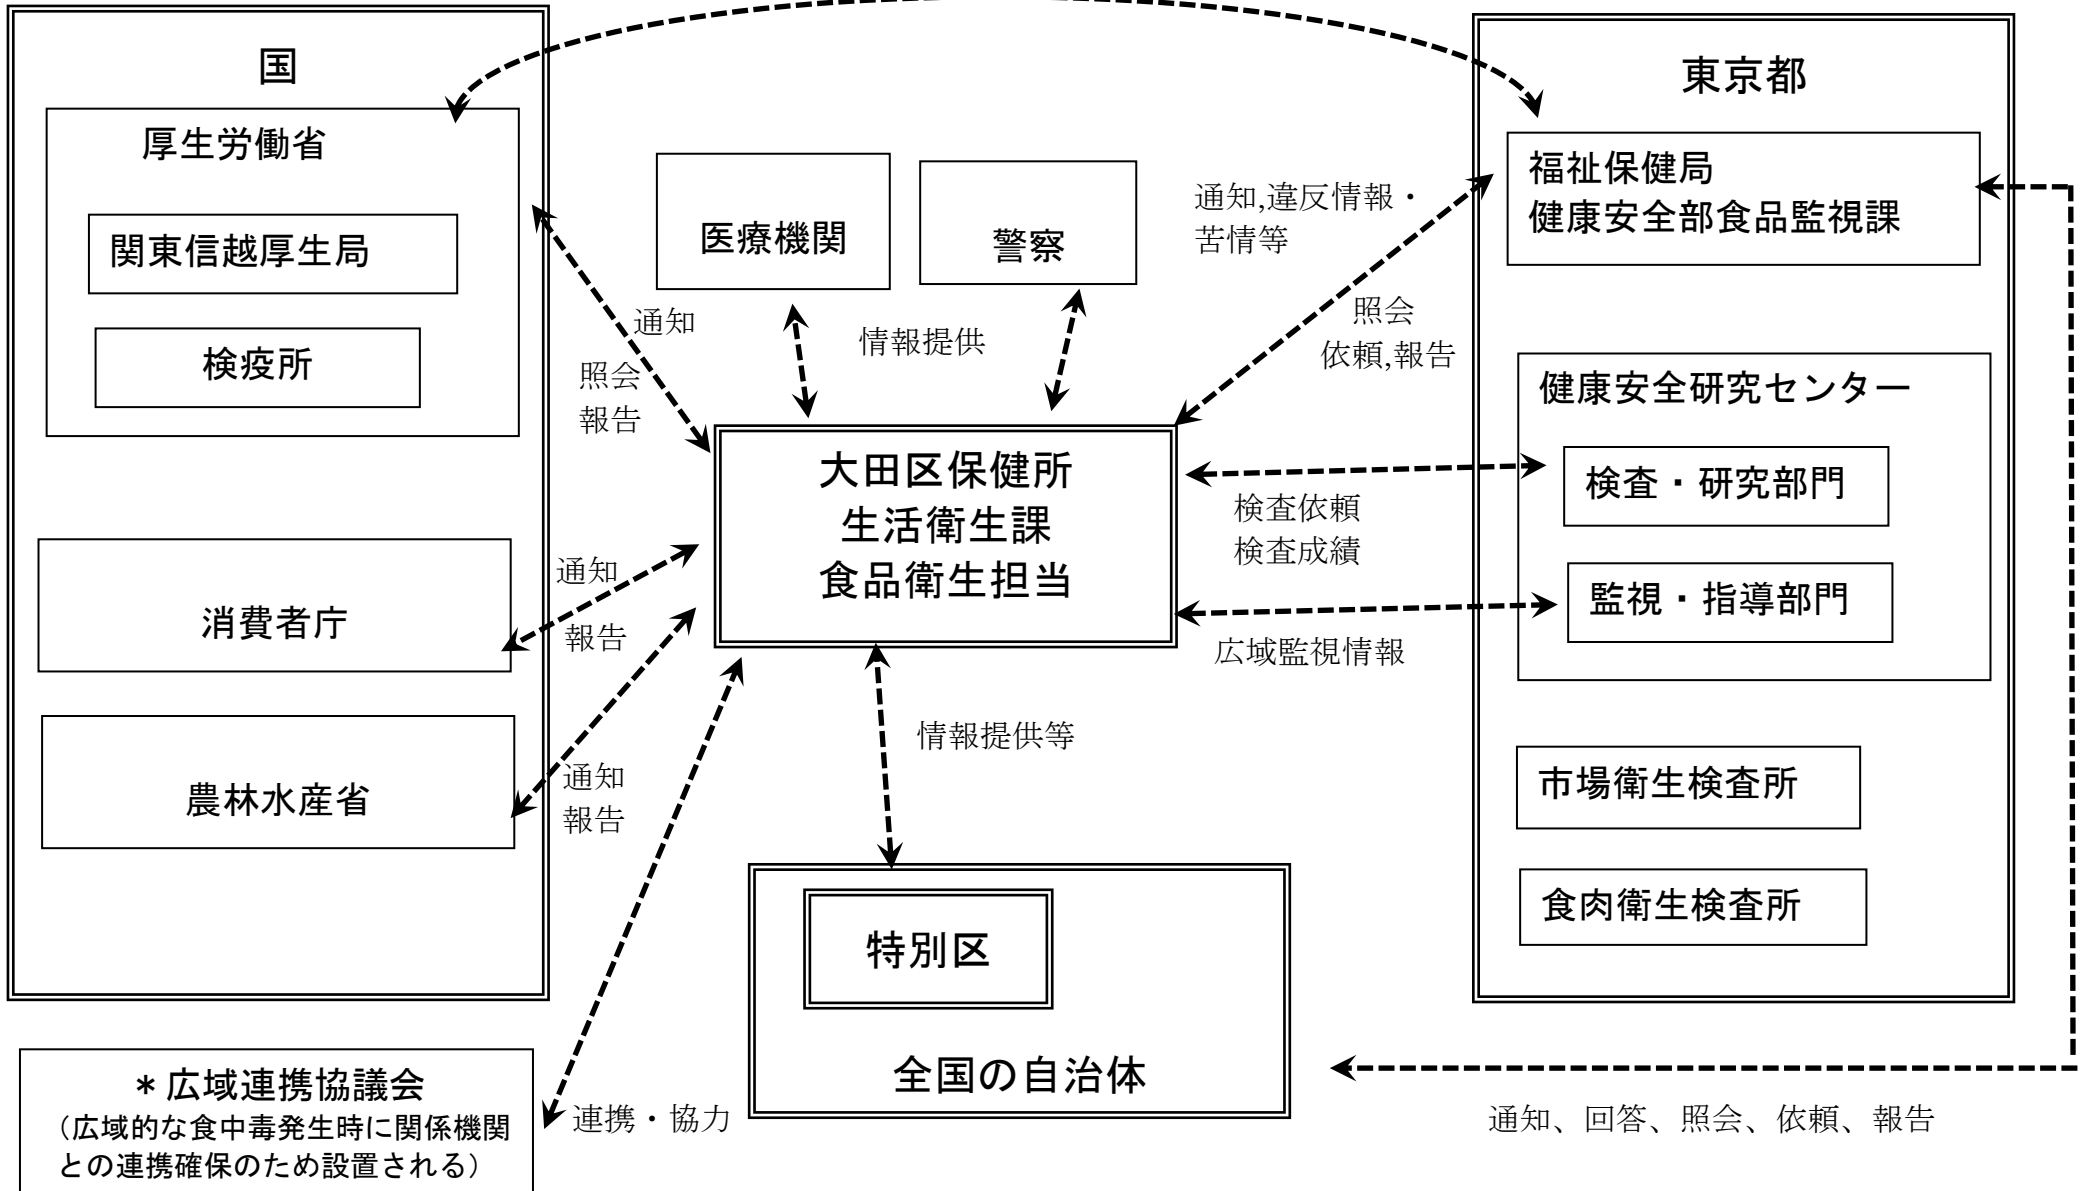 国
厚生労働省
関東信越厚生局
検疫所
消費者庁
農林水産省
＊広域連携協議会
（広域的な食中毒発生時に関係機関
との連携確保のため設置される）
通知
照会
報告
通知
報告
通知
報告
連携・協力
医療機関
警察
情報提供
大田区保健所
生活衛生課
食品衛生担当
情報提供等
特別区
全国の自治体
通知,違反情報・
苦情等
照会
依頼,報告
検査依頼
検査成績
広域監視情報
東京都
福祉保健局
健康安全部食品監視課
健康安全研究センター
検査・研究部門
監視・指導部門
市場衛生検査所
食肉衛生検査所
通知、回答、照会、依頼、報告